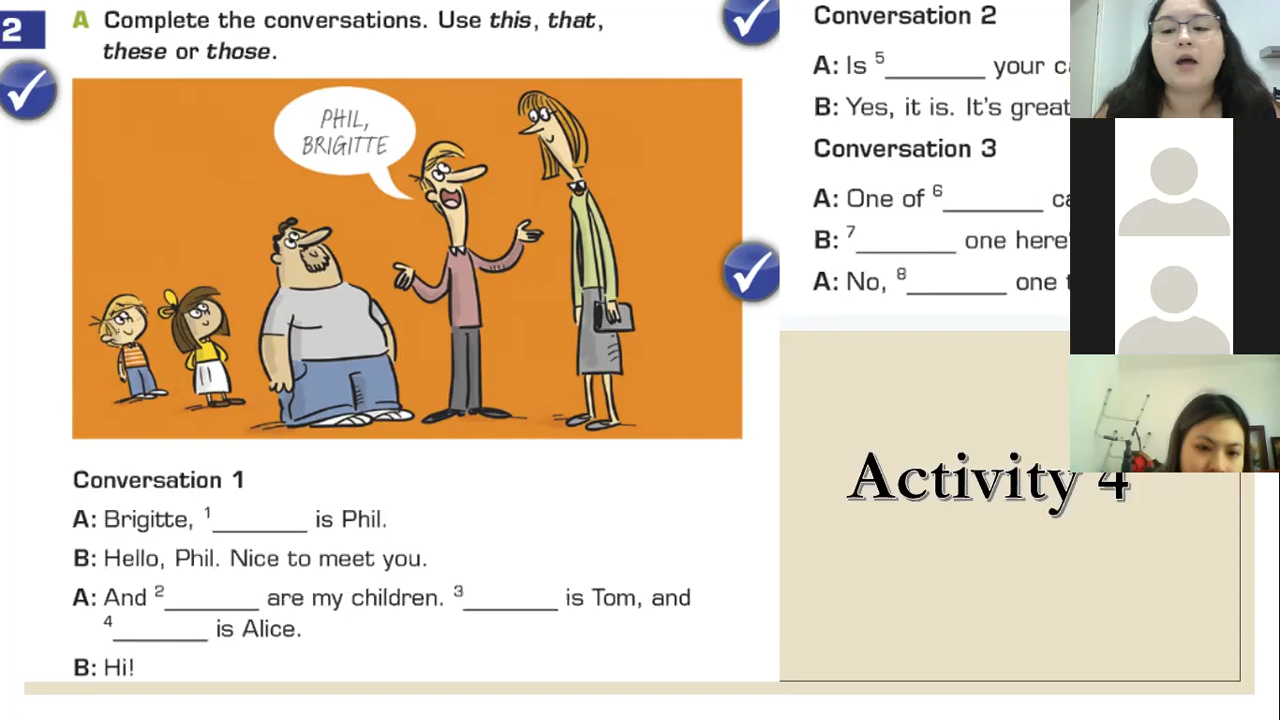 2
A Complete the conversations. Use this, that,
these or those.
PHIL,
BRIGITTE
Conversation 1
A: Brigitte, 1________ is Phil.
B: Hello, Phil. Nice to meet you.
A: And 2________ are my children. 3________ is Tom, and
4________ is Alice.
B: Hi!
Conversation 2
A: Is 5________ your
B: Yes, it is. It's great
Conversation 3
A: One of 6________
B: 7________ one here
A: No, 8________ one
Activity 4